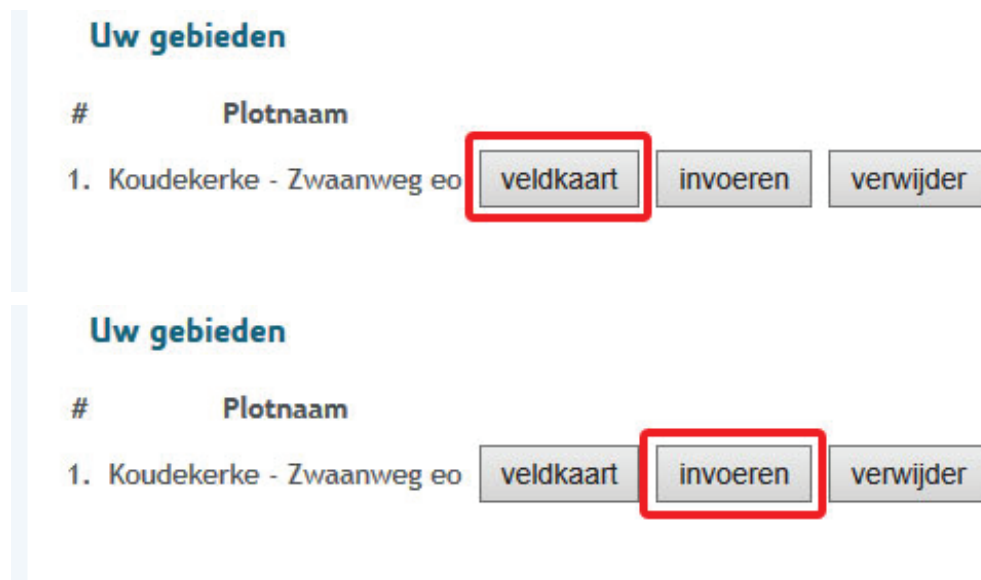 Uw gebieden
# Plotnaam
1. Koudekerke - Zwaanweg eo veldkaart invoeren verwijder
Uw gebieden
# Plotnaam
1. Koudekerke - Zwaanweg eo veldkaart invoeren verwijder